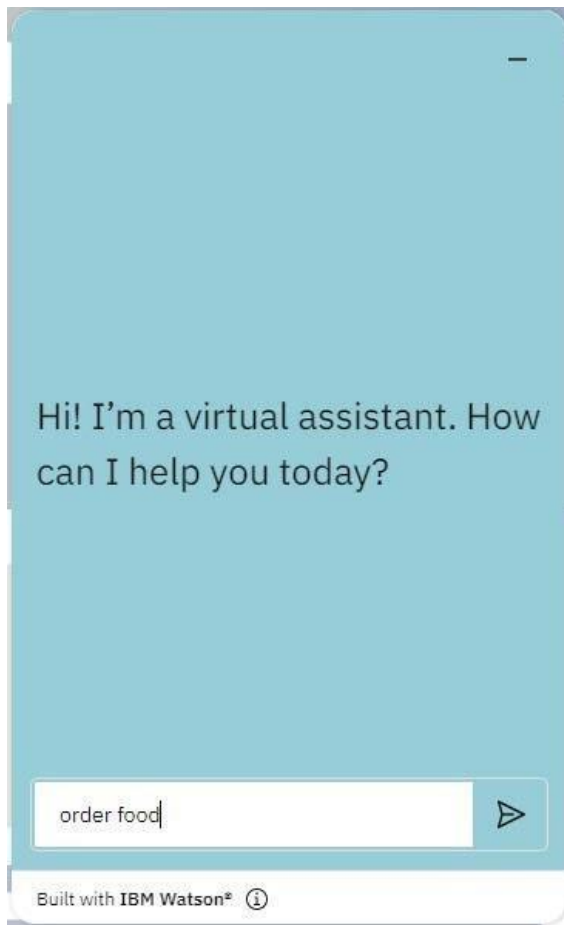 Hi! I’m a virtual assistant. How
can I help you today?
order food
Built with IBM Watson®